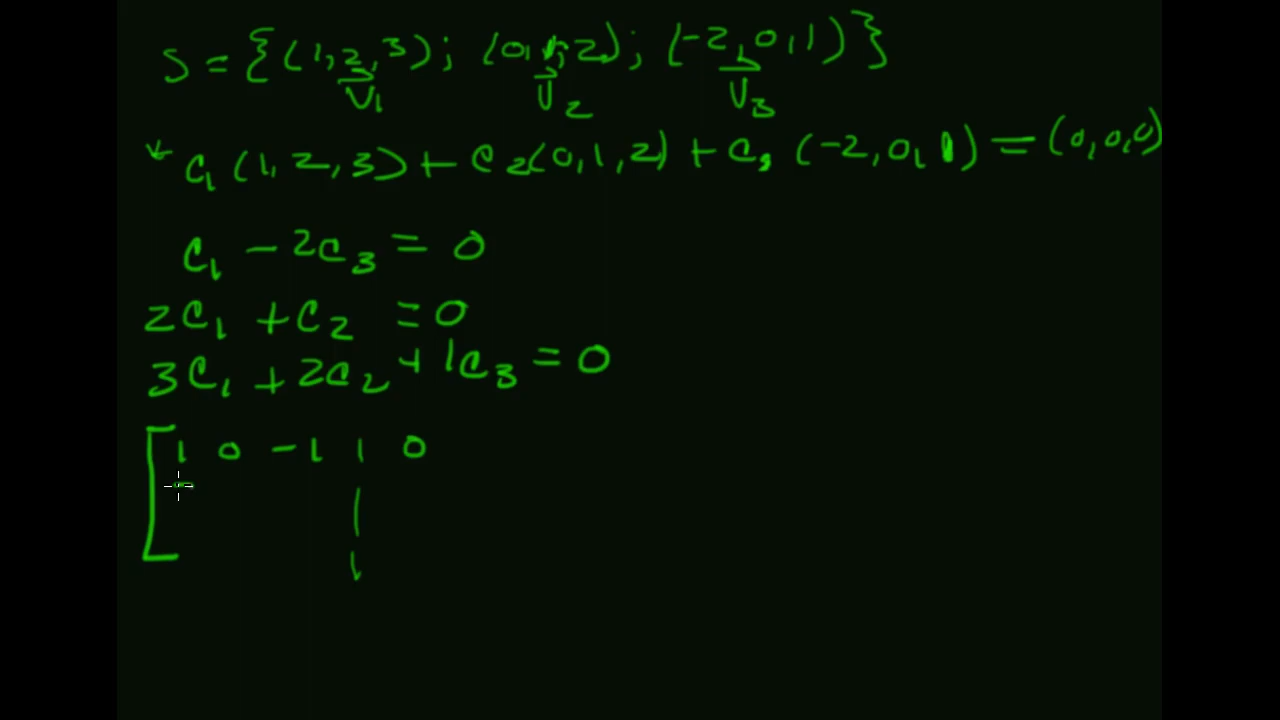 S = {(1,2,3); (0,1,2); (-2,0,1)}
V1 V2 V3
* C1 (1,2,3) + C2(0,1,2) + C3 (-2,0,1) = (0,0,0)
C1 - 2C3 = 0
2C1 + C2 = 0
3C1 + 2C2 + 1C3 = 0
[ 1 0 -1 | 0